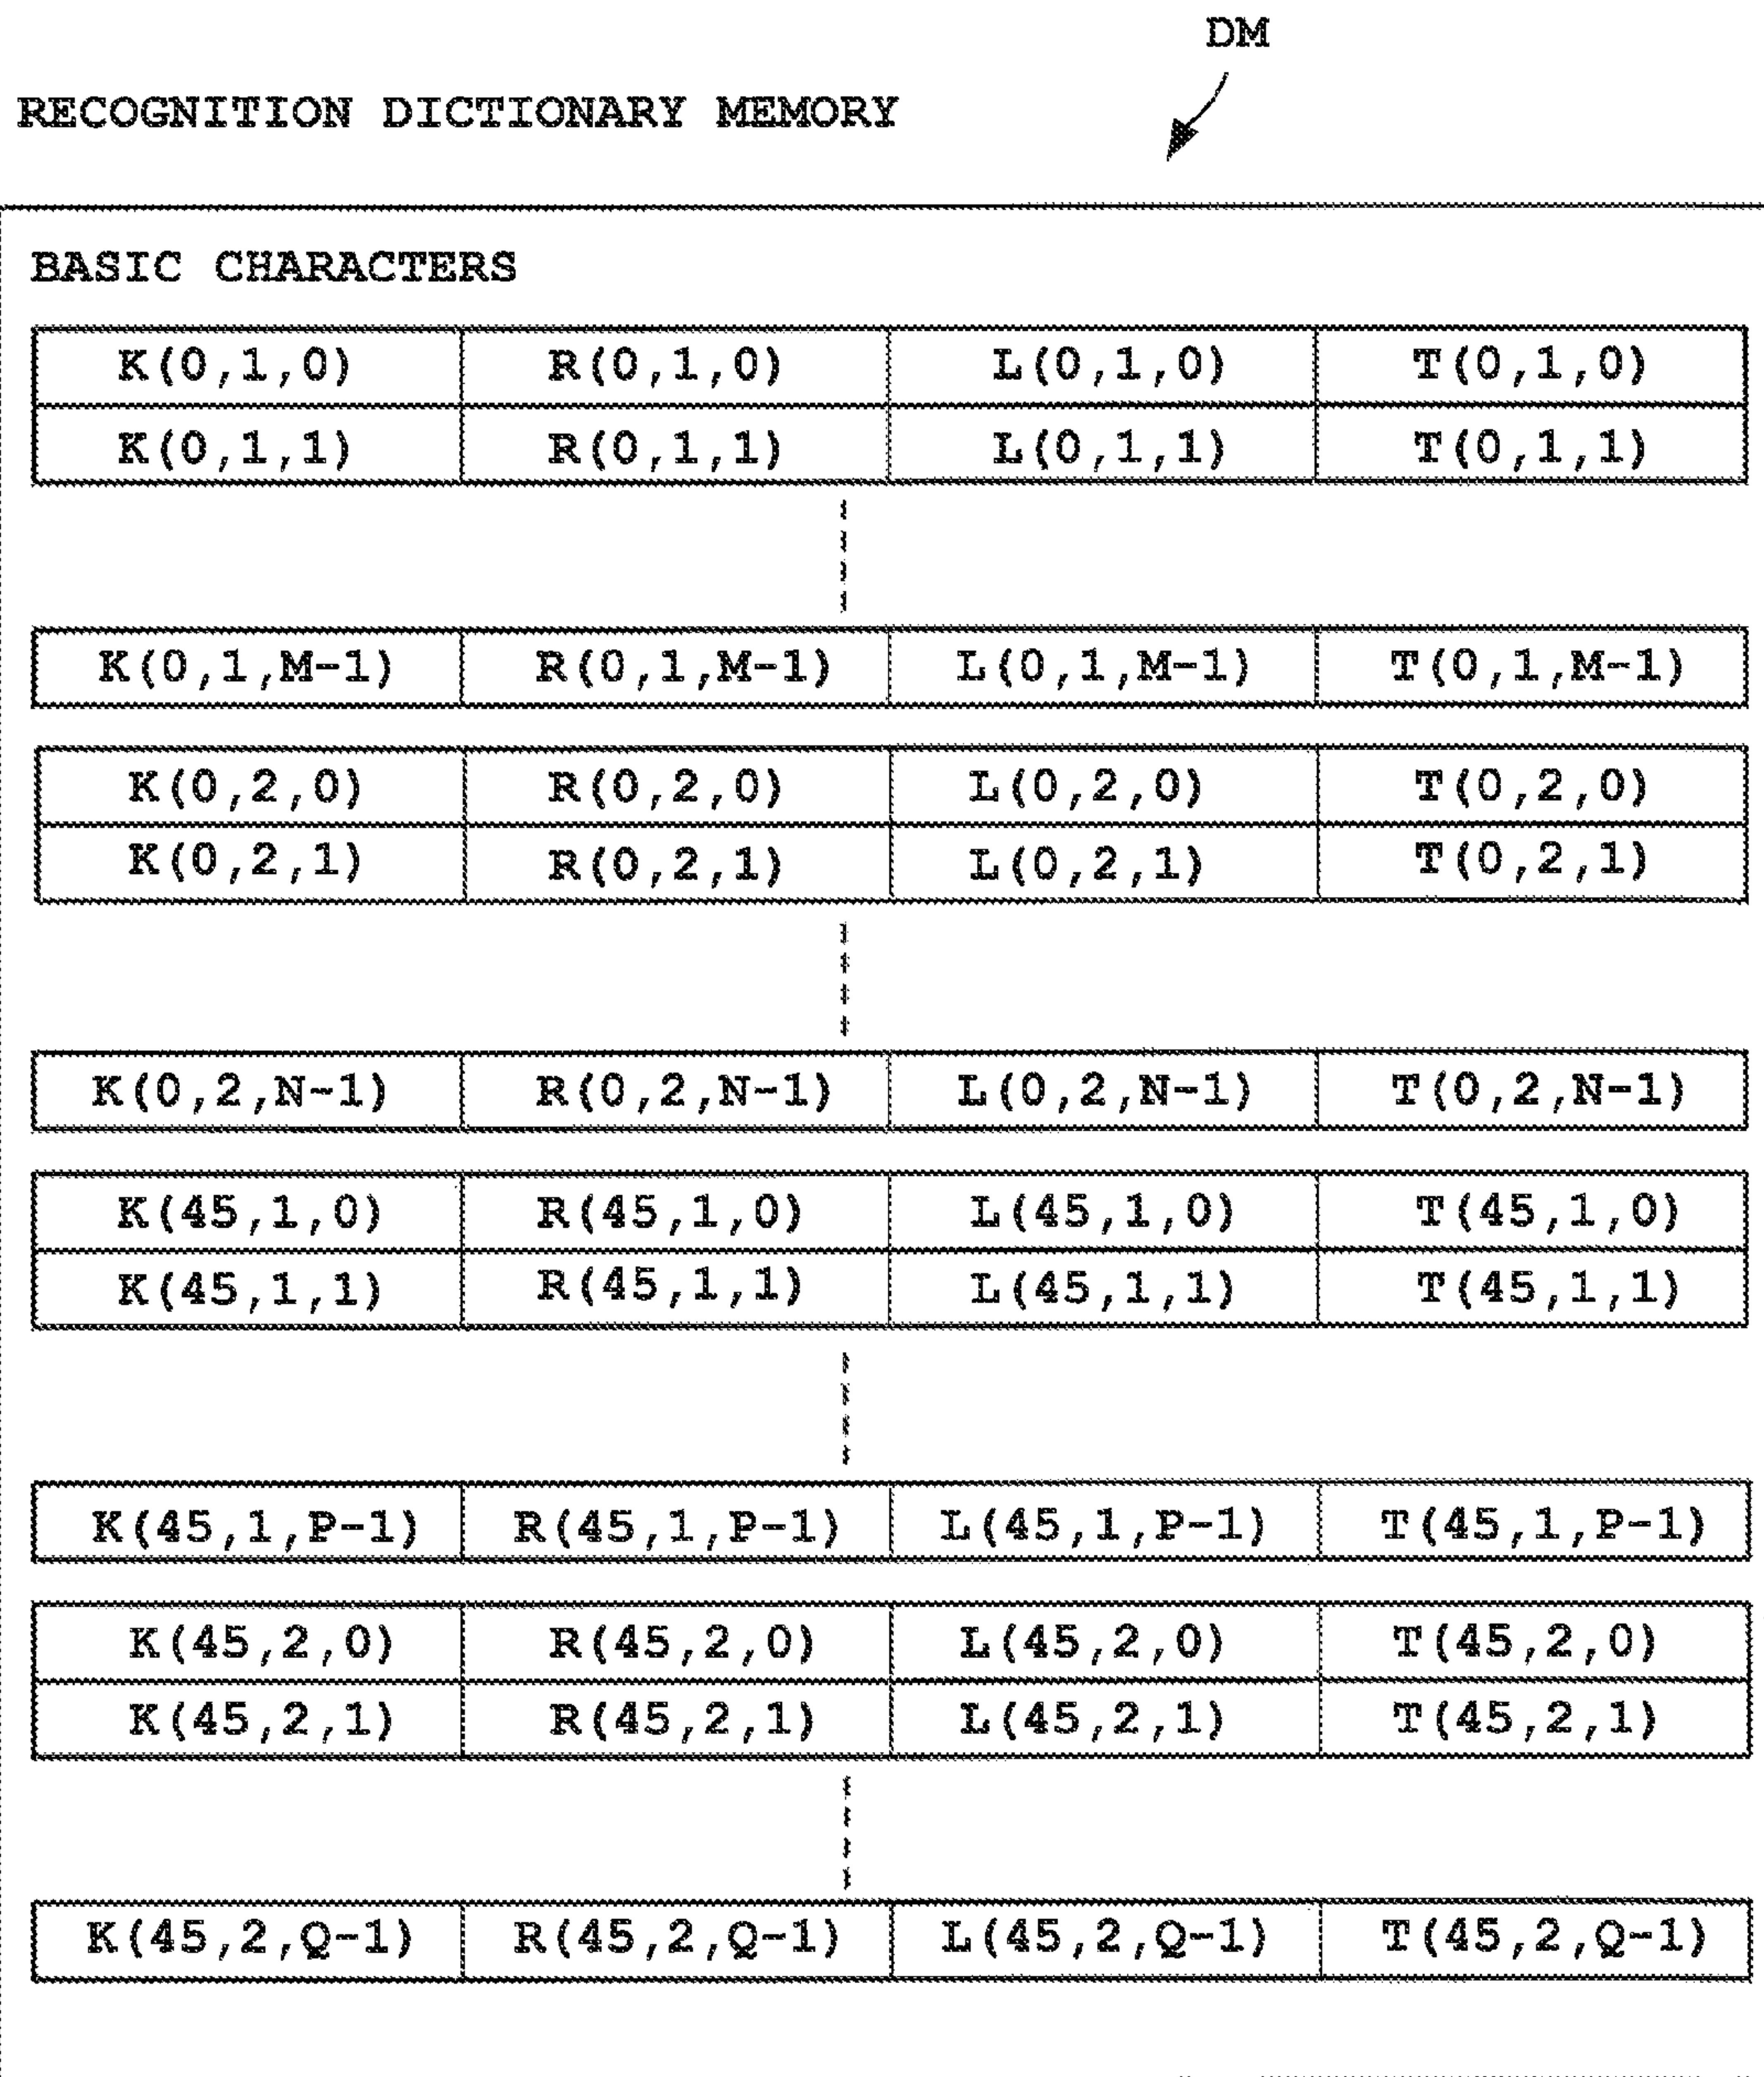 DM
RECOGNITION DICTIONARY MEMORY
BASIC CHARACTERS
K(0,1,0) R(0,1,0) L(0,1,0) T(0,1,0)
K(0,1,1) R(0,1,1) L(0,1,1) T(0,1,1)
K(0,1,M-1) R(0,1,M-1) L(0,1,M-1) T(0,1,M-1)
K(0,2,0) R(0,2,0) L(0,2,0) T(0,2,0)
K(0,2,1) R(0,2,1) L(0,2,1) T(0,2,1)
K(0,2,N-1) R(0,2,N-1) L(0,2,N-1) T(0,2,N-1)
K(45,1,0) R(45,1,0) L(45,1,0) T(45,1,0)
K(45,1,1) R(45,1,1) L(45,1,1) T(45,1,1)
K(45,1,P-1) R(45,1,P-1) L(45,1,P-1) T(45,1,P-1)
K(45,2,0) R(45,2,0) L(45,2,0) T(45,2,0)
K(45,2,1) R(45,2,1) L(45,2,1) T(45,2,1)
K(45,2,Q-1) R(45,2,Q-1) L(45,2,Q-1) T(45,2,Q-1)